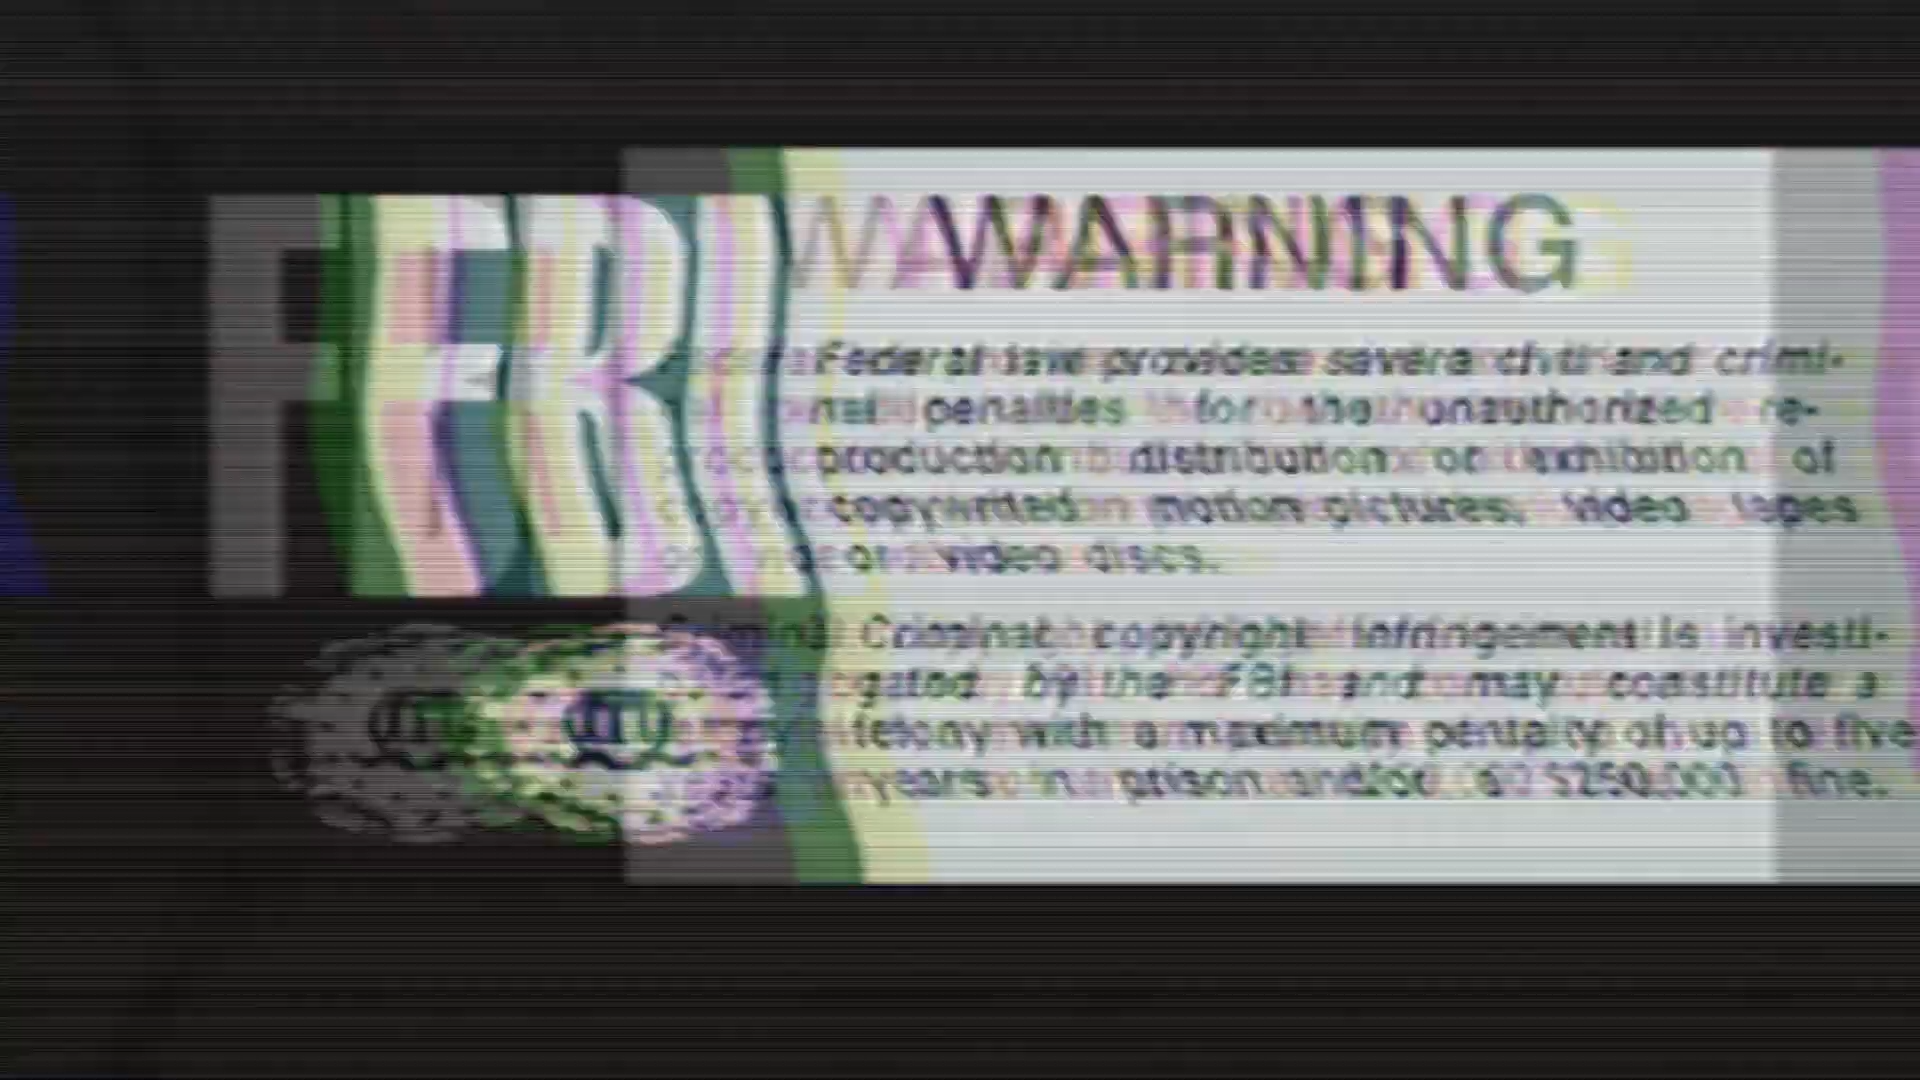 FBI WARNING
Federal law provides severe civil and crimi-
nal penalties for the unauthorized re-
production distribution or exhibition of
copywrited motion pictures, video tapes
or video discs.
Criminal copyright infringement is investi-
gated by the FBI and may constitute a
felony with a maximum penalty of up to five
years in prison and/or a $250,000 fine.